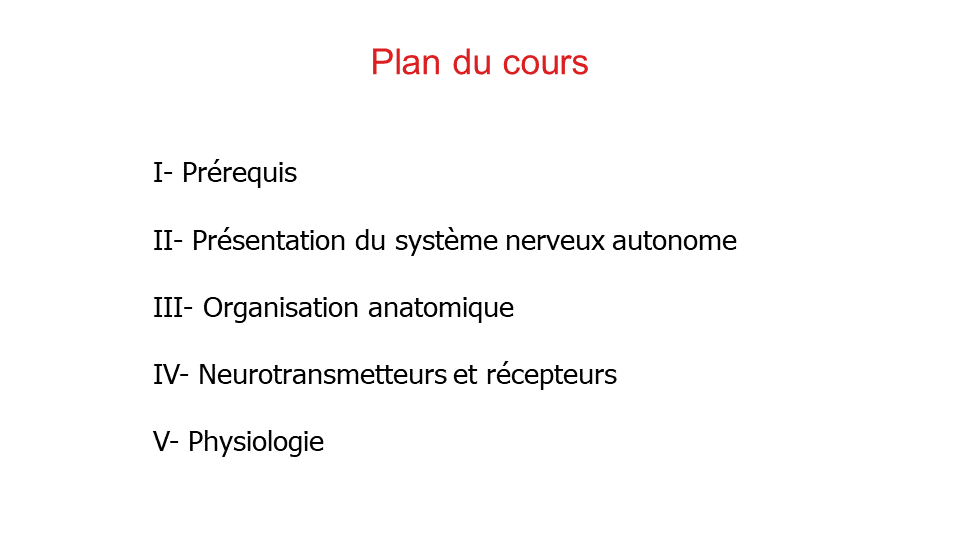 Plan du cours
I- Prérequis
II- Présentation du système nerveux autonome
III- Organisation anatomique
IV- Neurotransmetteurs et récepteurs
V- Physiologie